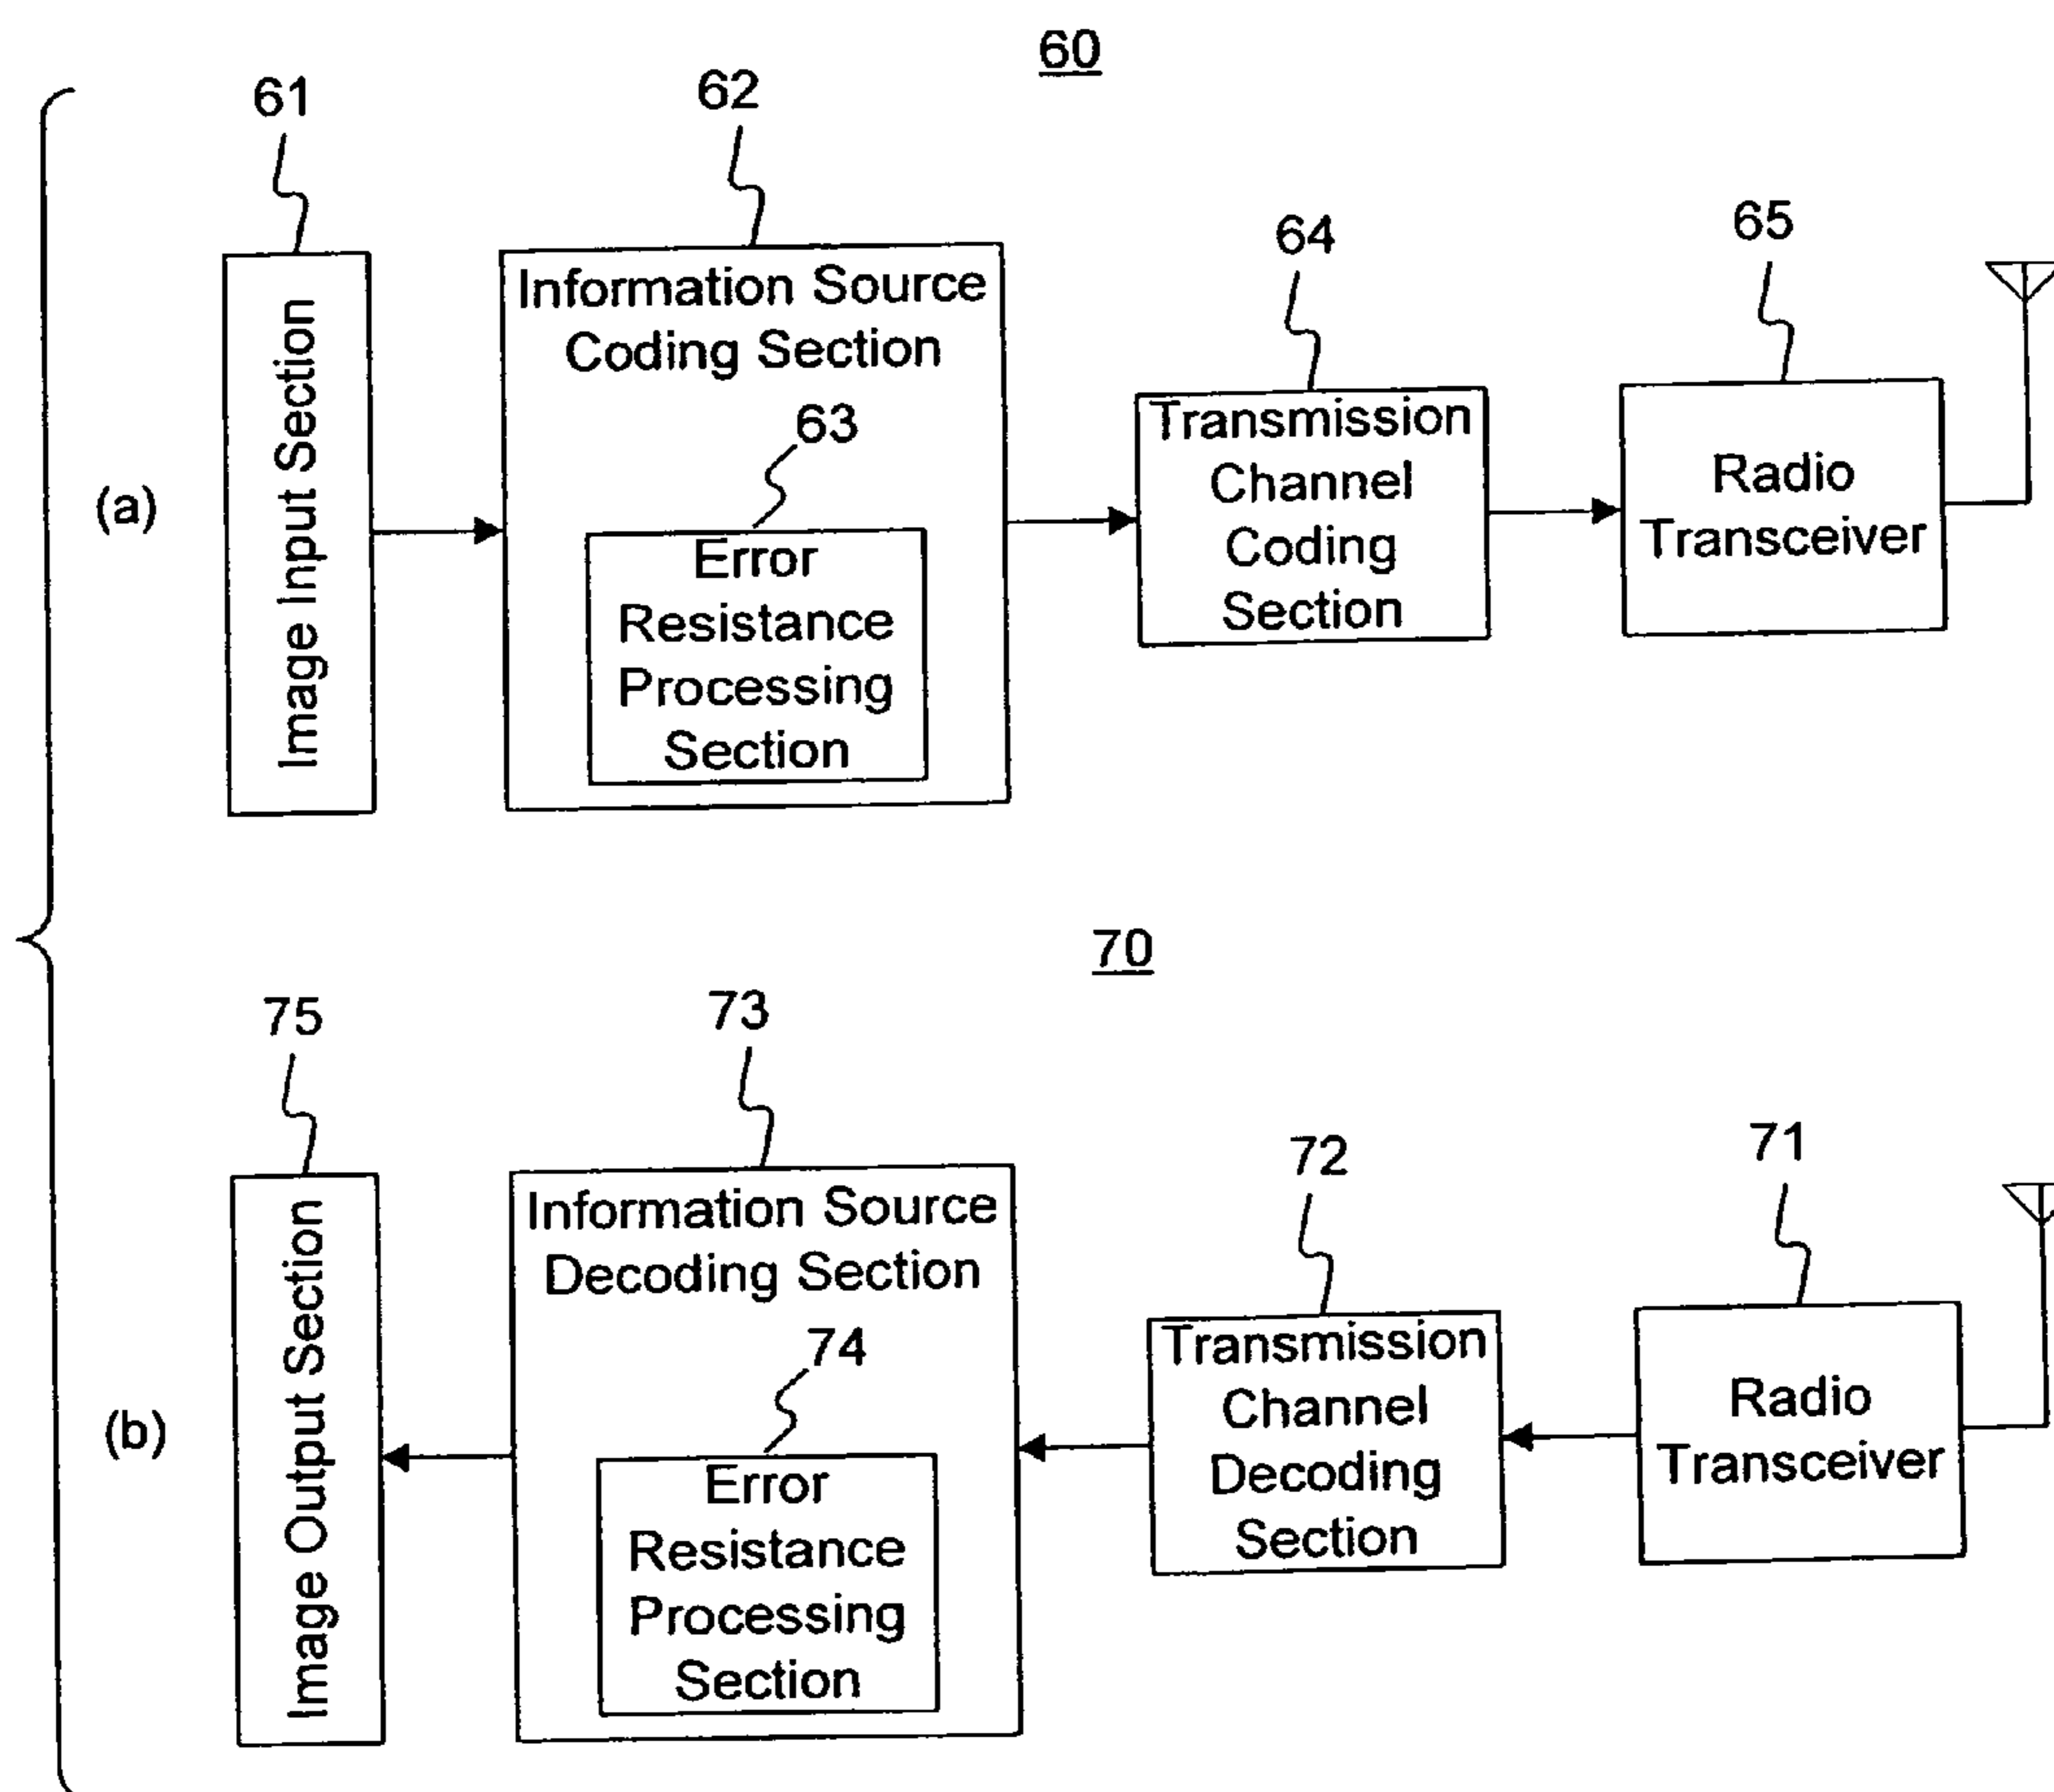 60
61
62
64
65
Information Source
Coding Section
63
Image Input Section
(a)
Error
Resistance
Processing
Section
Transmission
Channel
Coding
Section
Radio
Transceiver
70
75
73
72
71
Information Source
Decoding Section
74
Image Output Section
(b)
Error
Resistance
Processing
Section
Transmission
Channel
Decoding
Section
Radio
Transceiver